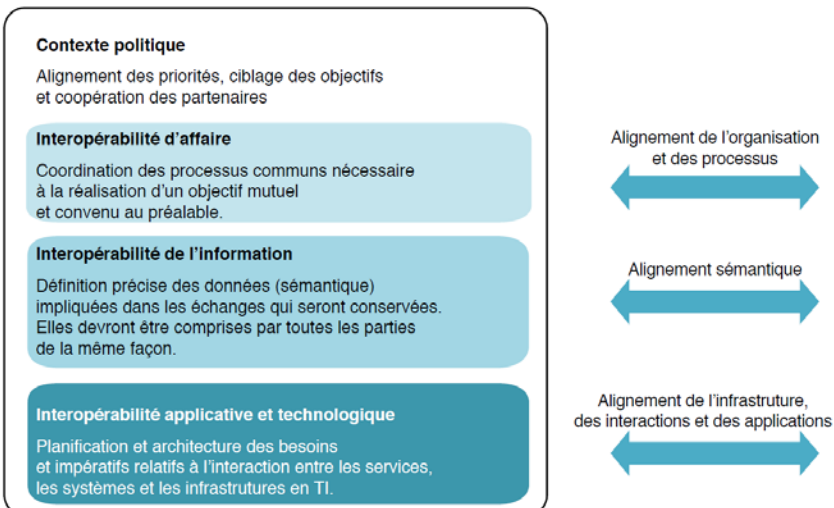 Contexte politique
Alignement des priorités, ciblage des objectifs
et coopération des partenaires
Interopérabilité d'affaire
Coordination des processus communs nécessaire
à la réalisation d'un objectif mutuel
et convenu au préalable.
Alignement de l'organisation
et des processus
Interopérabilité de l'information
Définition précise des données (sémantique)
impliquées dans les échanges qui seront conservées.
Elles devront être comprises par toutes les parties
de la même façon.
Alignement sémantique
Interopérabilité applicative et technologique
Planification et architecture des besoins
et impératifs relatifs à l'interaction entre les services,
les systèmes et les infrastrutures en TI.
Alignement de l'infrastruture,
des interactions et des applications